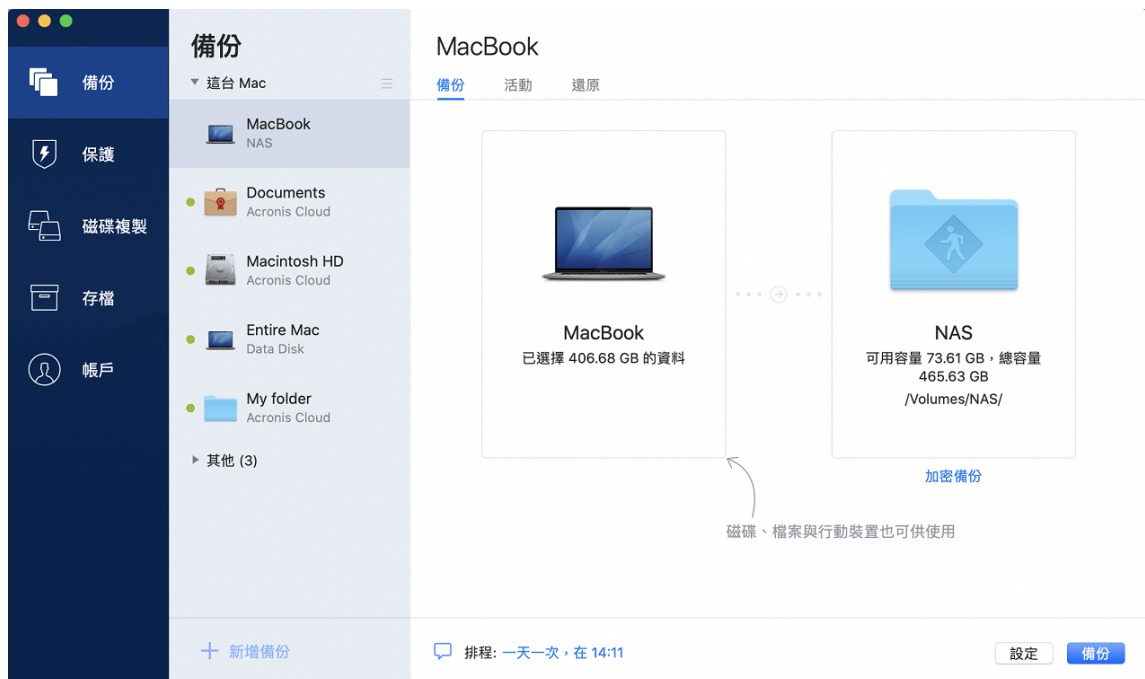 備份
保護
磁碟複製
存檔
帳戶
備份
這台 Mac
MacBook
NAS
Documents
Acronis Cloud
Macintosh HD
Acronis Cloud
Entire Mac
Data Disk
My folder
Acronis Cloud
其他 (3)
新增備份
MacBook
備份 活動 還原
MacBook
已選擇 406.68 GB 的資料
NAS
可用容量 73.61 GB，總容量
465.63 GB
/Volumes/NAS/
加密備份
磁碟、檔案與行動裝置也可供使用
排程: 一天一次，在 14:11
設定 備份